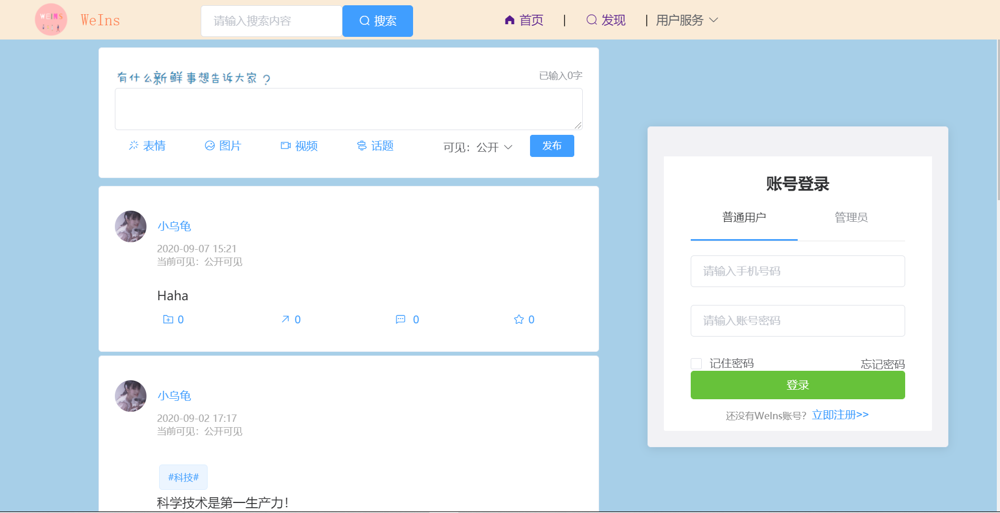 WEINS
WeIns
请输入搜索内容
搜索
首页
|
发现
|
用户服务
有什么新鲜事想告诉大家？
已输入0字
表情
图片
视频
话题
可见：公开
发布
小乌龟
2020-09-07 15:21
当前可见：公开可见
Haha
0
0
0
0
小乌龟
2020-09-02 17:17
当前可见：公开可见
#科技#
科学技术是第一生产力！
账号登录
普通用户
管理员
请输入手机号码
请输入账号密码
记住密码
忘记密码
登录
还没有WeIns账号？立即注册>>